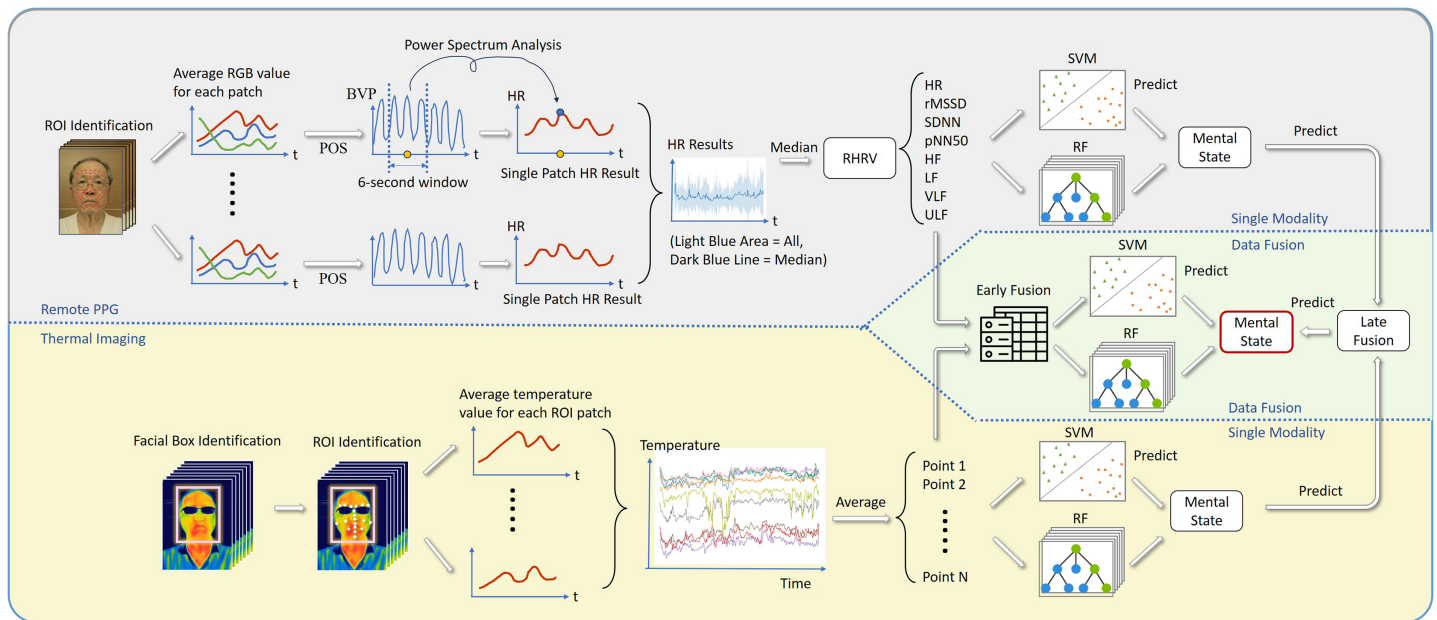 Power Spectrum Analysis
Average RGB value
for each patch
ROI Identification
t
POS
BVP
t
6-second window
HR
t
Single Patch HR Result
t
POS
t
HR
t
Single Patch HR Result
HR Results
t
(Light Blue Area = All,
Dark Blue Line = Median)
Median
RHRV
HR
rMSSD
SDNN
pNN50
HF
LF
VLF
ULF
SVM
Predict
RF
Mental
State
Predict
Single Modality
Remote PPG
Data Fusion
Early Fusion
SVM
Predict
RF
Mental
State
Predict
Late
Fusion
Data Fusion
Thermal Imaging
Single Modality
Facial Box Identification
ROI Identification
Average temperature
value for each ROI patch
t
t
Temperature
Time
Average
Point 1
Point 2
Point N
SVM
Predict
RF
Mental
State
Predict